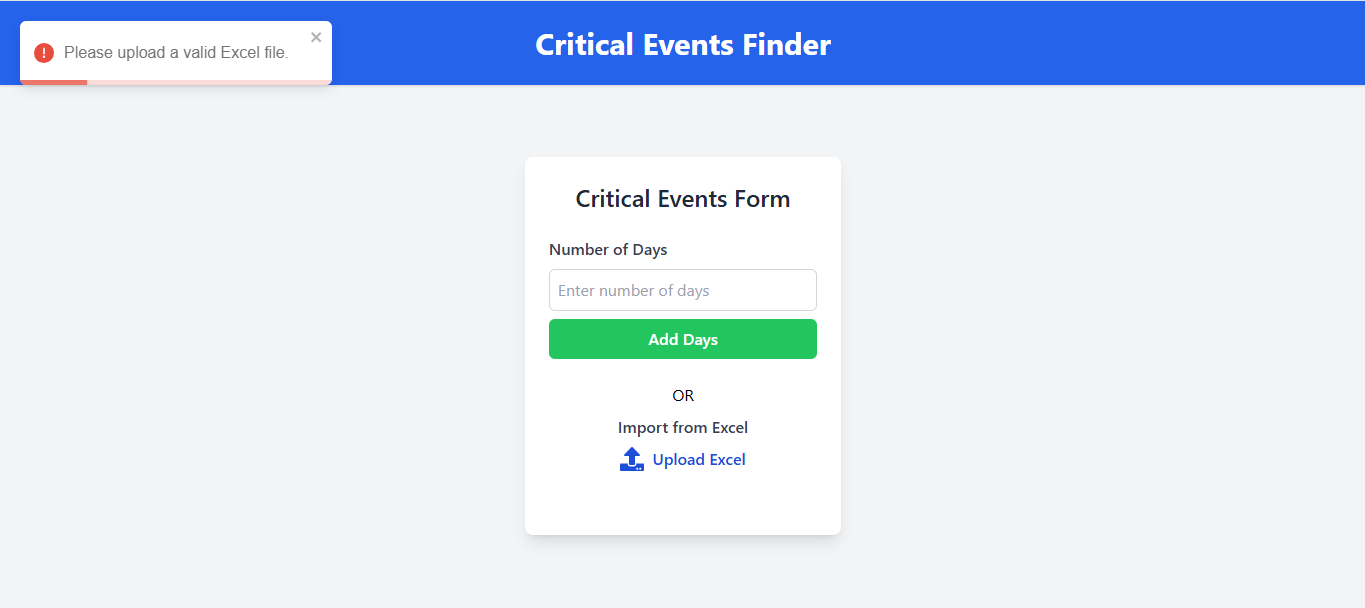 Please upload a valid Excel file.
Critical Events Finder
Critical Events Form
Number of Days
Enter number of days
Add Days
OR
Import from Excel
Upload Excel